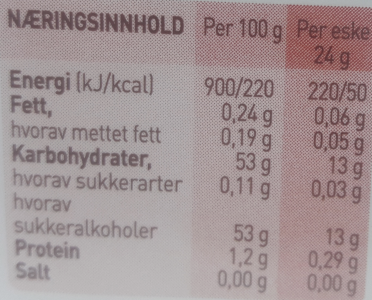 NÆRINGSINNHOLD Per 100 g Per eske
24 g
Energi (kJ/kcal) 900/220 220/50
Fett, 0,24 g 0,06 g
hvorav mettet fett 0,19 g 0,05 g
Karbohydrater, 53 g 13 g
hvorav sukkerarter 0,11 g 0,03 g
hvorav
sukkeralkoholer 53 g 13 g
Protein 1,2 g 0,29 g
Salt 0,00 g 0,00 g